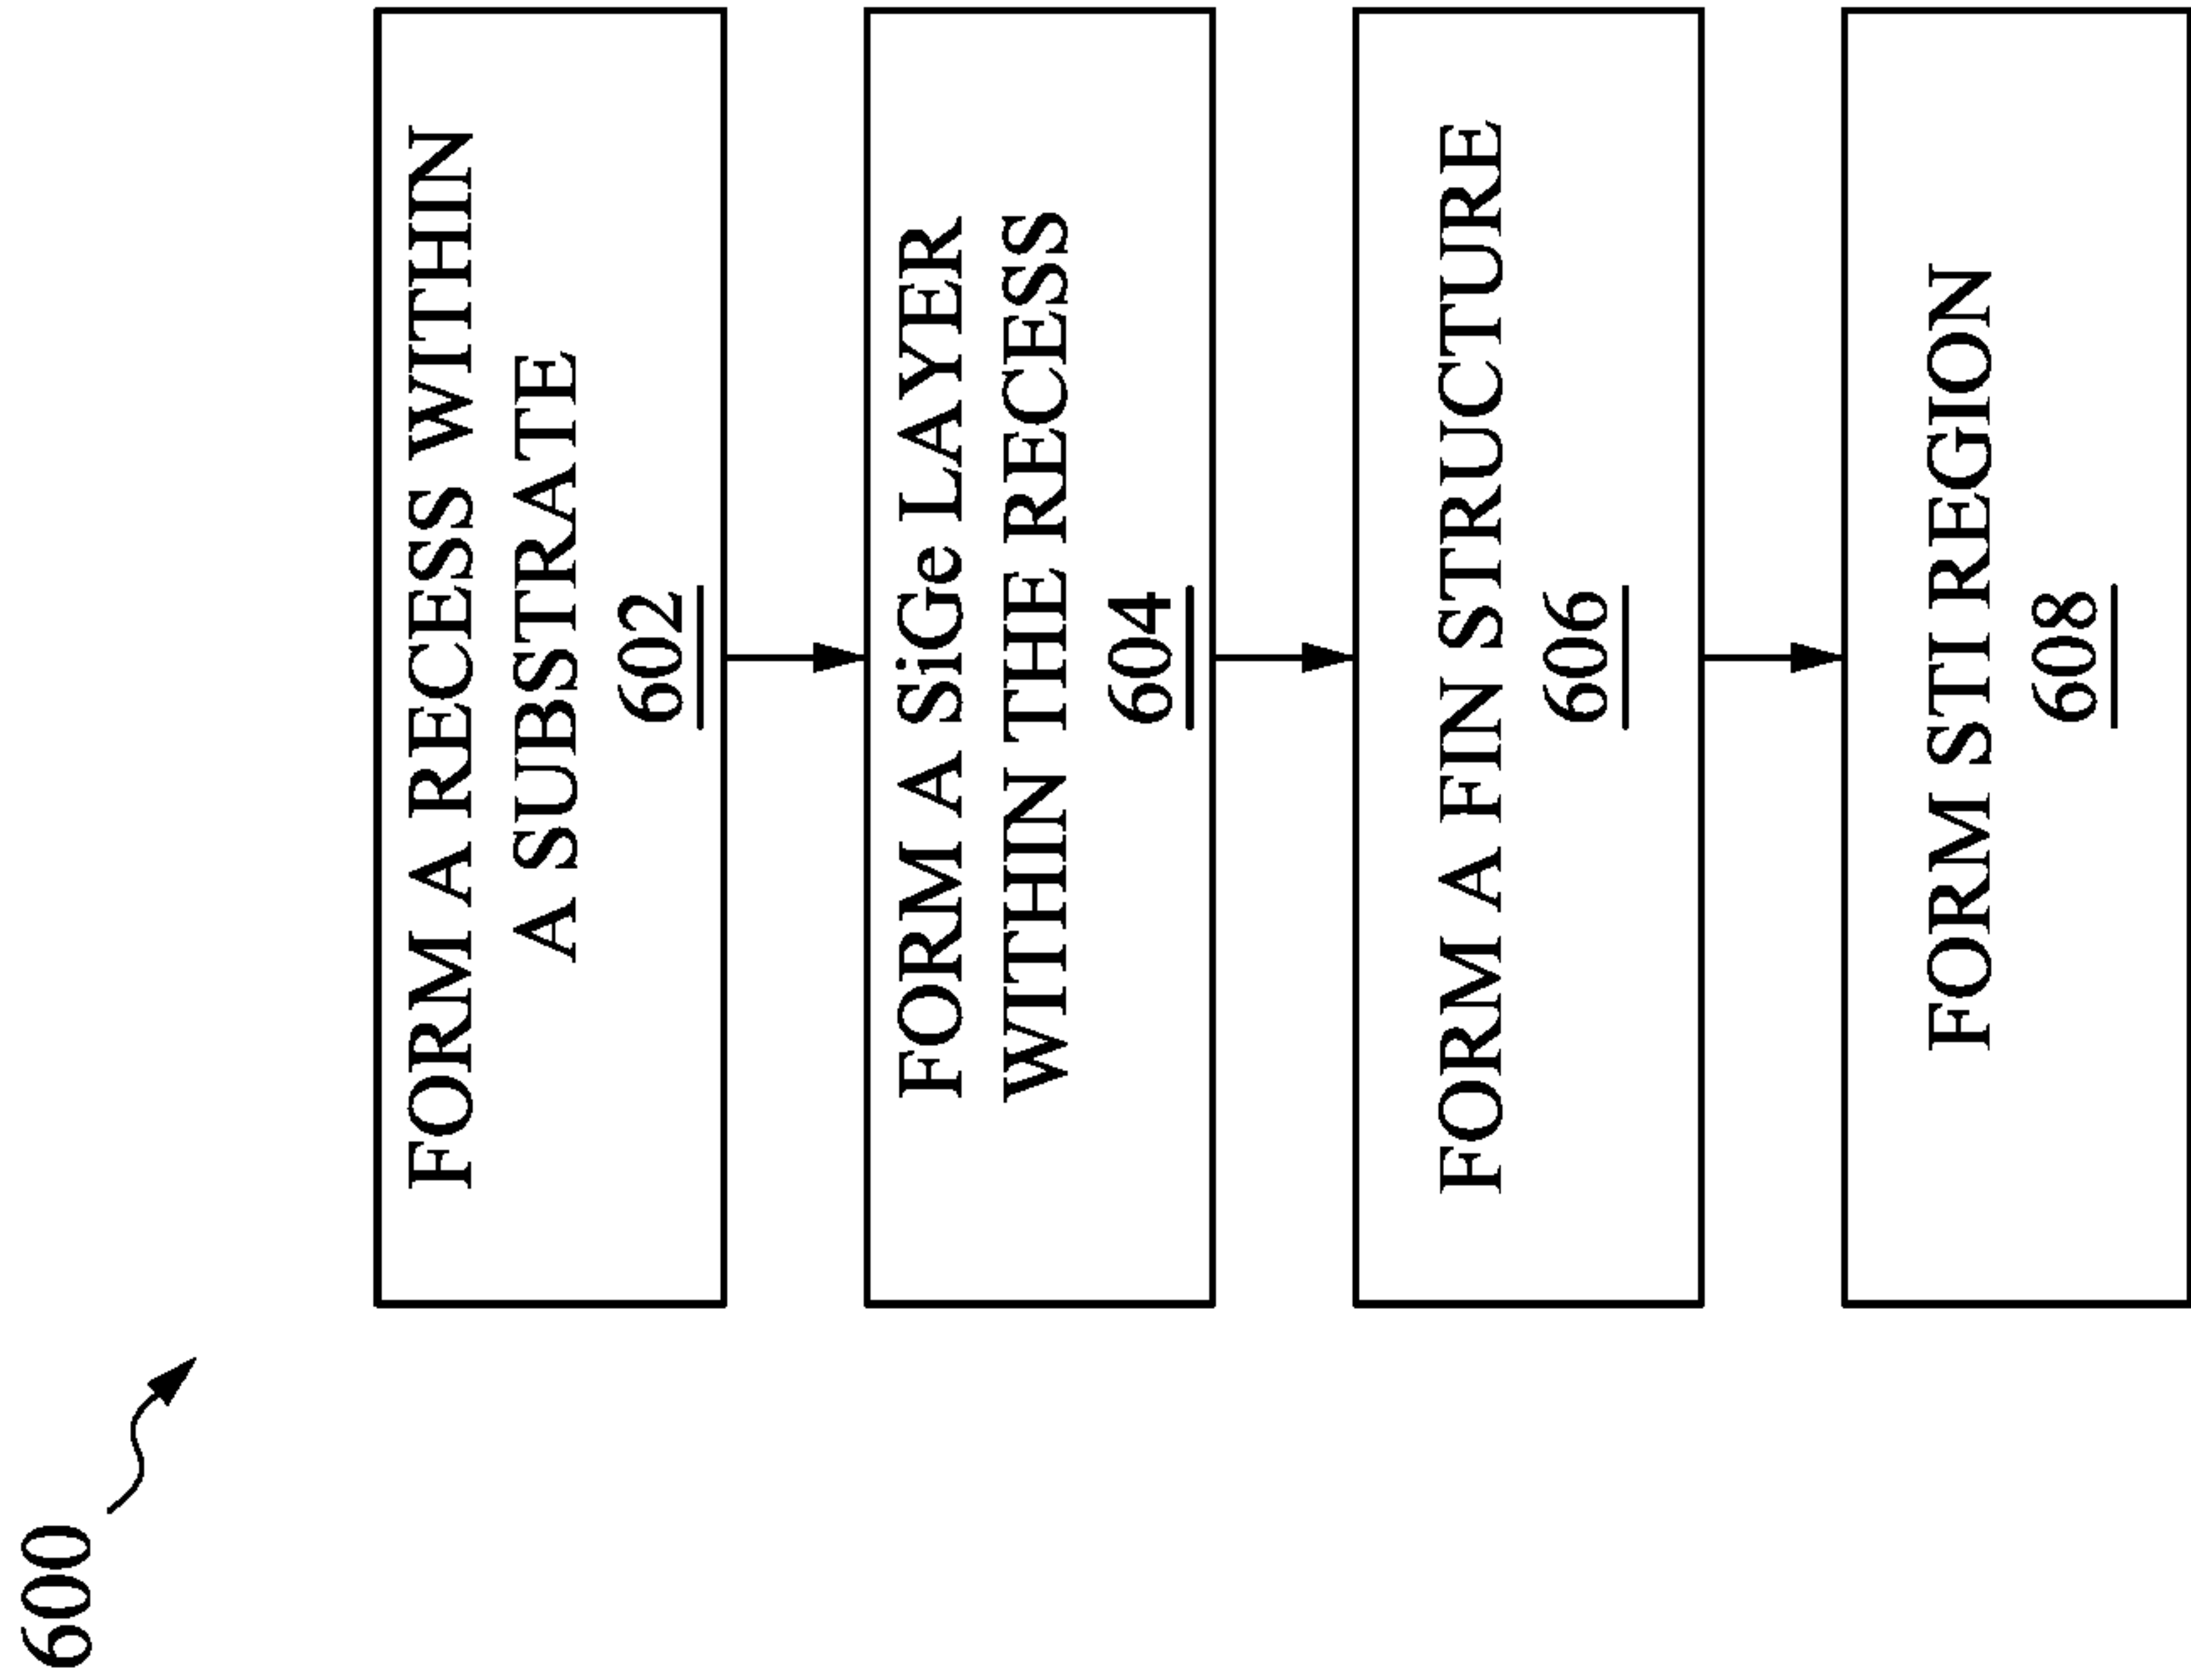 600
FORM A RECESS WITHIN
A SUBSTRATE
602
FORM A SiGe LAYER
WITHIN THE RECESS
604
FORM A FIN STRUCTURE
606
FORM STI REGION
608